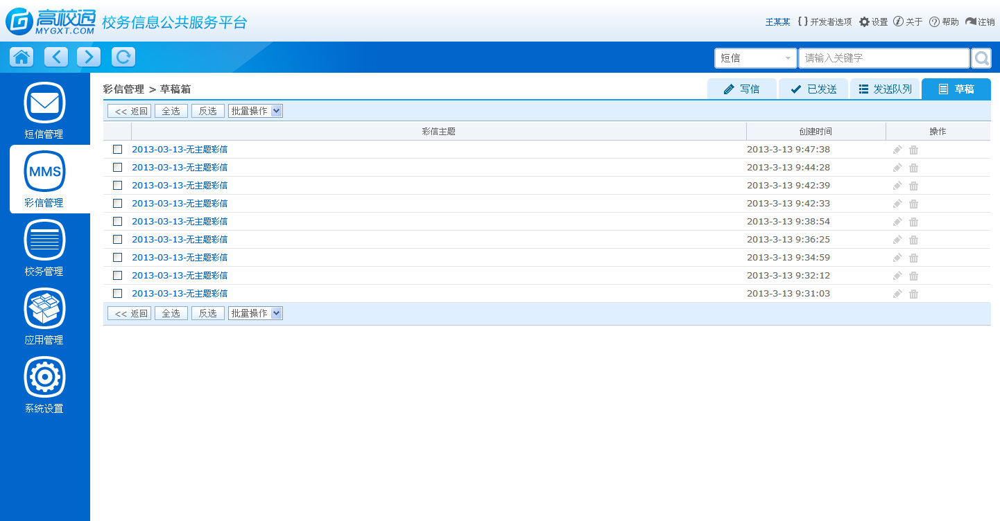 高校通 校务信息公共服务平台
MYGXT.COM
王某某 { } 开发者选项 设置 关于 帮助 注销
短信 请输入关键字
短信管理
MMS
彩信管理
校务管理
应用管理
系统设置
彩信管理 > 草稿箱
写信 已发送 发送队列 草稿
<< 返回 全选 反选 批量操作
彩信主题 创建时间 操作
2013-03-13-无主题彩信 2013-3-13 9:47:38
2013-03-13-无主题彩信 2013-3-13 9:44:28
2013-03-13-无主题彩信 2013-3-13 9:42:39
2013-03-13-无主题彩信 2013-3-13 9:42:33
2013-03-13-无主题彩信 2013-3-13 9:38:54
2013-03-13-无主题彩信 2013-3-13 9:36:25
2013-03-13-无主题彩信 2013-3-13 9:34:59
2013-03-13-无主题彩信 2013-3-13 9:32:12
2013-03-13-无主题彩信 2013-3-13 9:31:03
<< 返回 全选 反选 批量操作